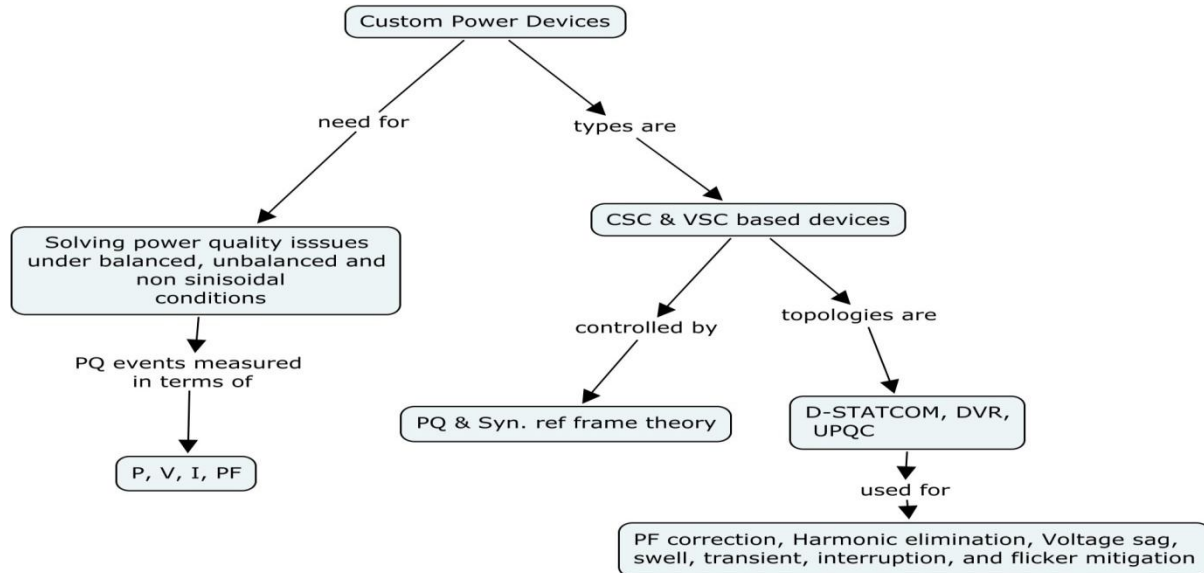 Custom Power Devices
need for
types are
Solving power quality isssues
under balanced, unbalanced and
non sinisoidal
conditions
CSC & VSC based devices
PQ events measured
in terms of
controlled by
topologies are
P, V, I, PF
PQ & Syn. ref frame theory
D-STATCOM, DVR,
UPQC
used for
PF correction, Harmonic elimination, Voltage sag,
swell, transient, interruption, and flicker mitigation